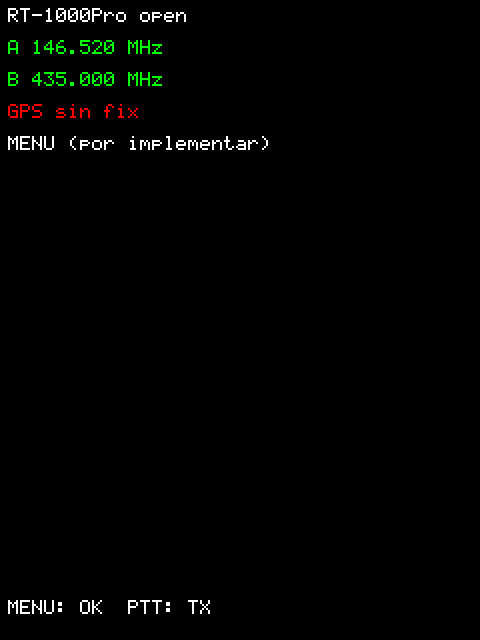 RT-1000Pro open
A 146.520 MHz
B 435.000 MHz
GPS sin fix
MENU (por implementar)
MENU: OK  PTT: TX